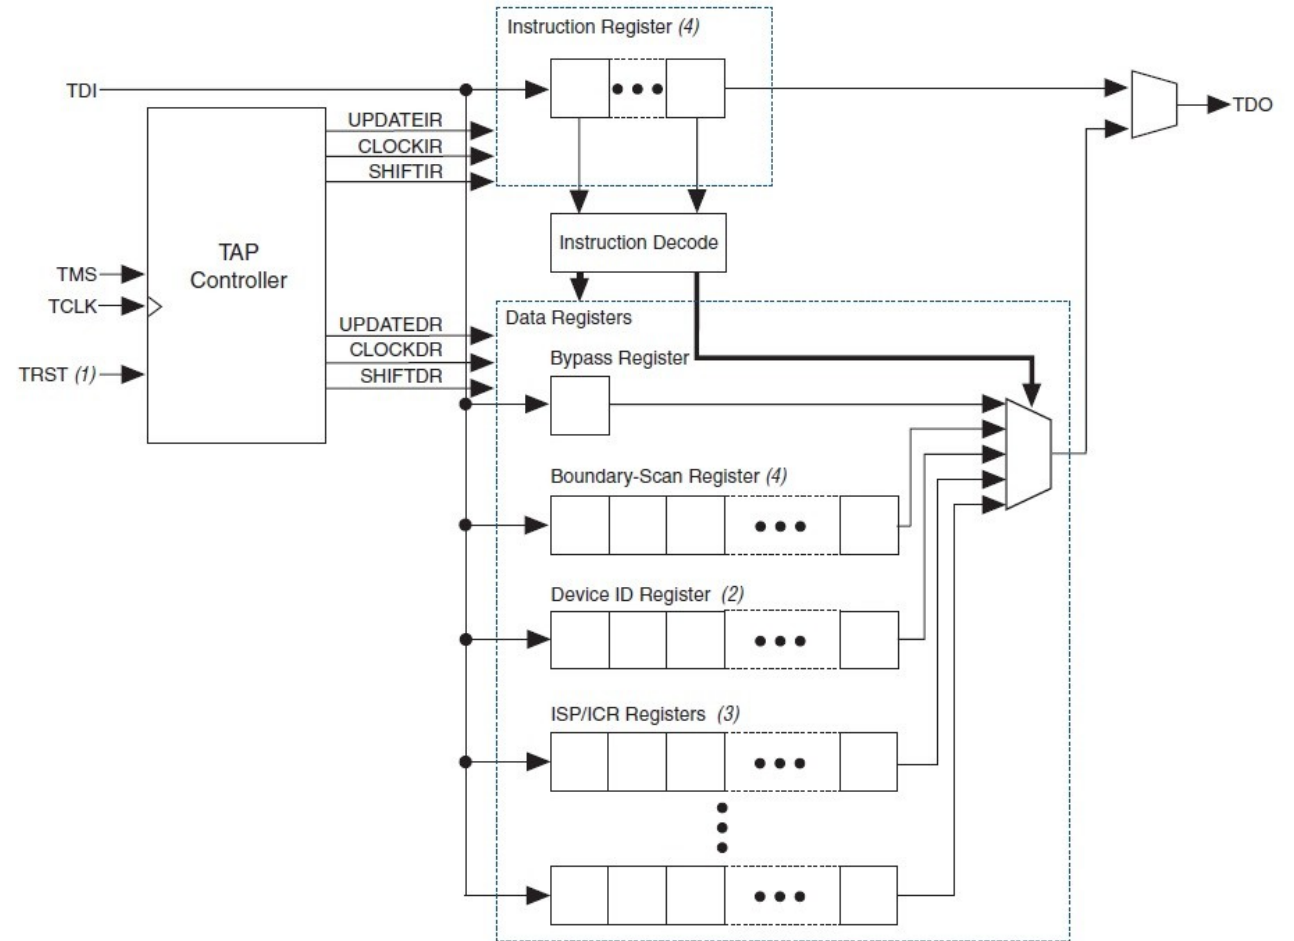 Instruction Register (4)
TDI
TDO
UPDATEIR
CLOCKIR
SHIFTIR
TAP
Controller
Instruction Decode
TMS
TCLK
TRST (1)
UPDATEDR
CLOCKDR
SHIFTDR
Data Registers
Bypass Register
Boundary-Scan Register (4)
Device ID Register (2)
ISP/ICR Registers (3)